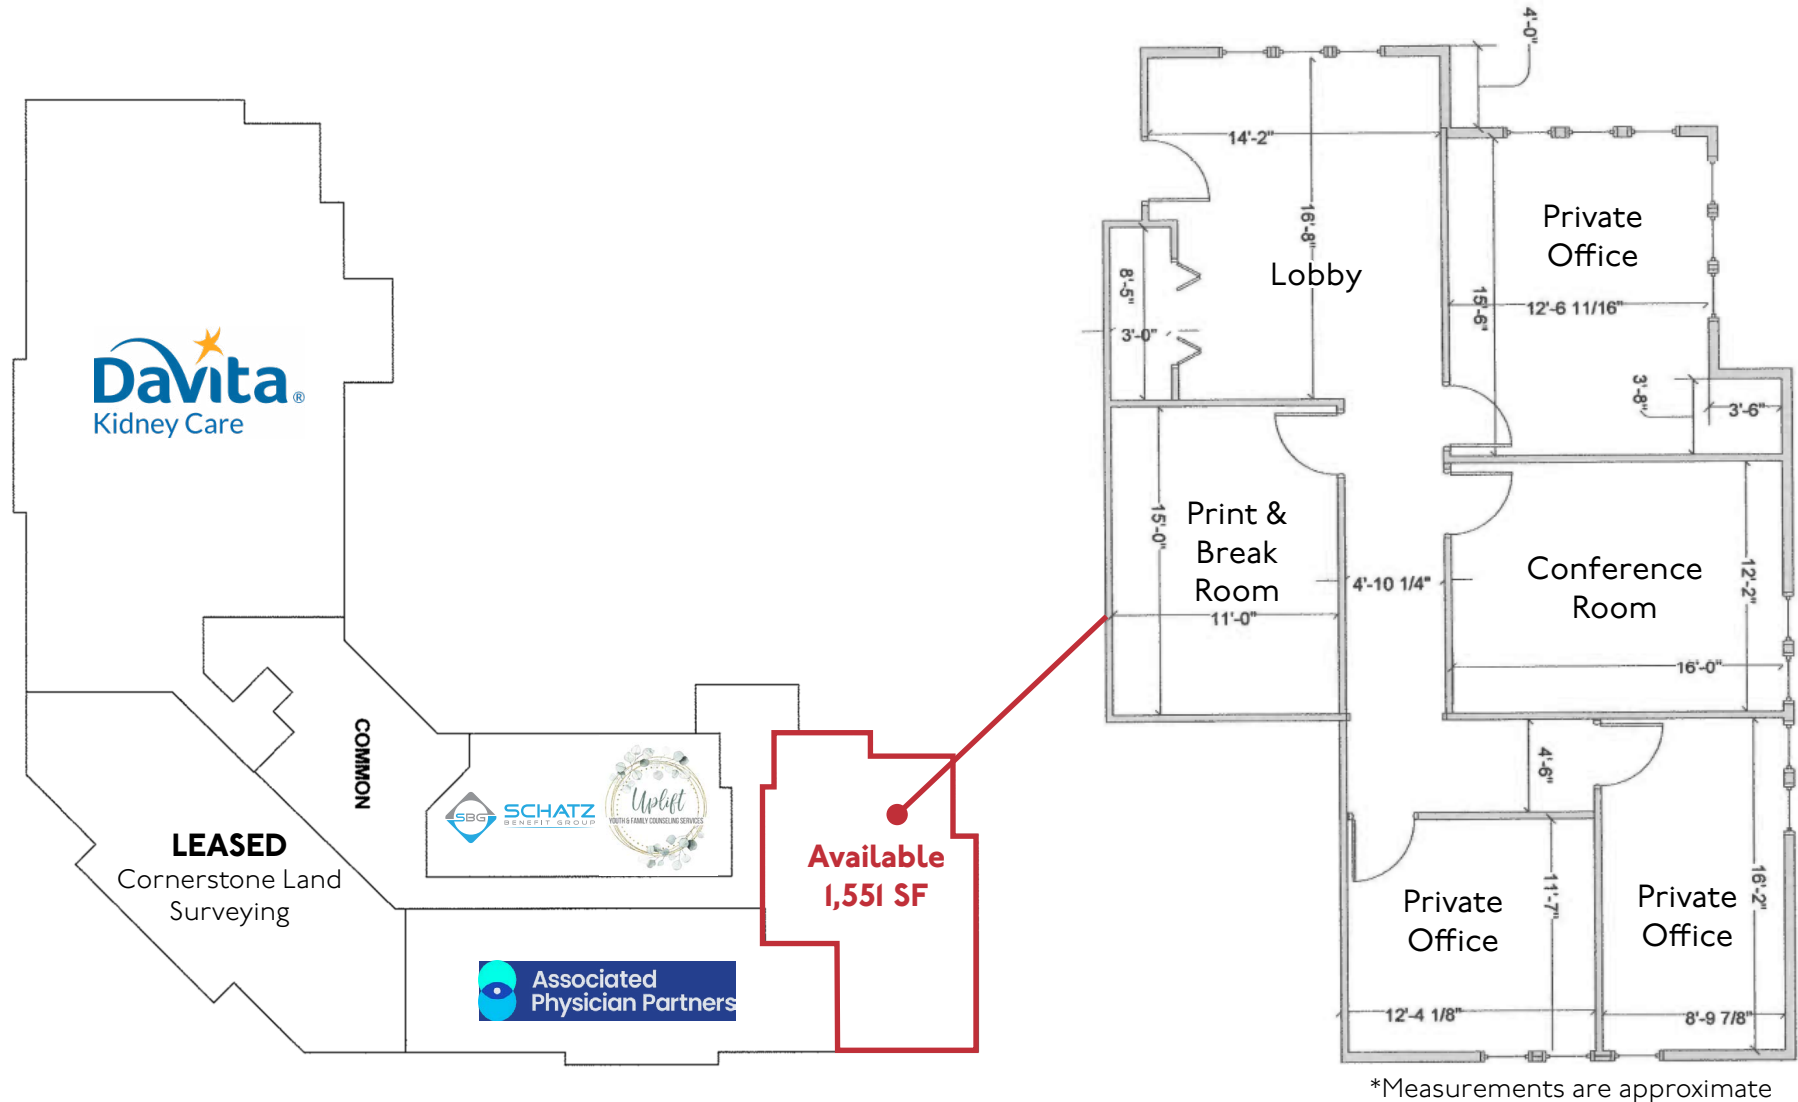 DaVita®
Kidney Care
COMMON
SBG
SCHATZ
BENEFIT GROUP
Uplift
YOUTH & FAMILY COUNSELING SERVICES
LEASED
Cornerstone Land
Surveying
Available
1,551 SF
Associated
Physician Partners
4'-0"
14'-2"
16'-8"
Lobby
8'-5"
3'-0"
Private
Office
12'-6 11/16"
15'-6"
3'-8"
3'-6"
Print &
Break
Room
15'-0"
11'-0"
4'-10 1/4"
Conference
Room
12'-2"
16'-0"
4'-6"
Private
Office
11'-7"
12'-4 1/8"
Private
Office
16'-2"
8'-9 7/8"
*Measurements are approximate